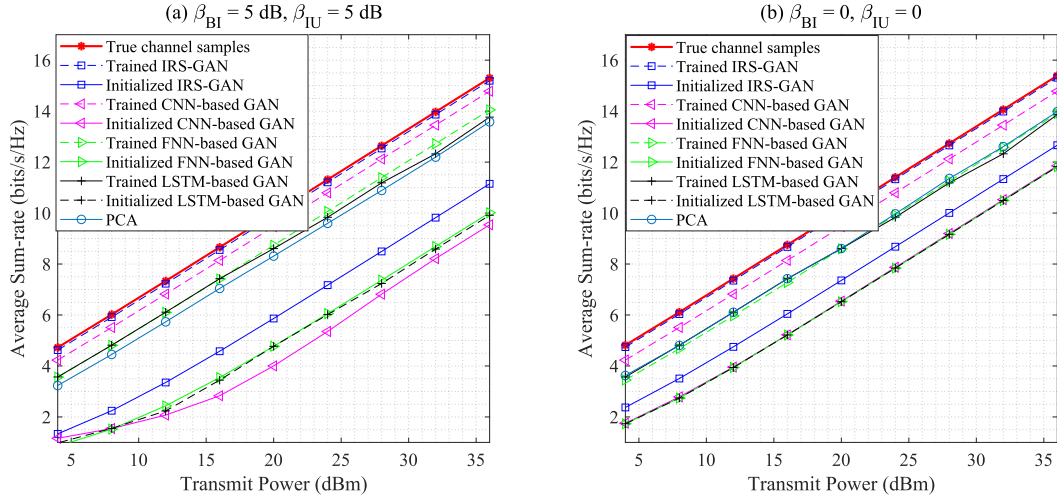 (a) β_BI = 5 dB, β_IU = 5 dB
True channel samples
Trained IRS-GAN
Initialized IRS-GAN
Trained CNN-based GAN
Initialized CNN-based GAN
Trained FNN-based GAN
Initialized FNN-based GAN
Trained LSTM-based GAN
Initialized LSTM-based GAN
PCA
16
14
12
10
8
6
4
2
Average Sum-rate (bits/s/Hz)
5 10 15 20 25 30 35
Transmit Power (dBm)
(b) β_BI = 0, β_IU = 0
True channel samples
Trained IRS-GAN
Initialized IRS-GAN
Trained CNN-based GAN
Initialized CNN-based GAN
Trained FNN-based GAN
Initialized FNN-based GAN
Trained LSTM-based GAN
Initialized LSTM-based GAN
PCA
16
14
12
10
8
6
4
2
Average Sum-rate (bits/s/Hz)
5 10 15 20 25 30 35
Transmit Power (dBm)